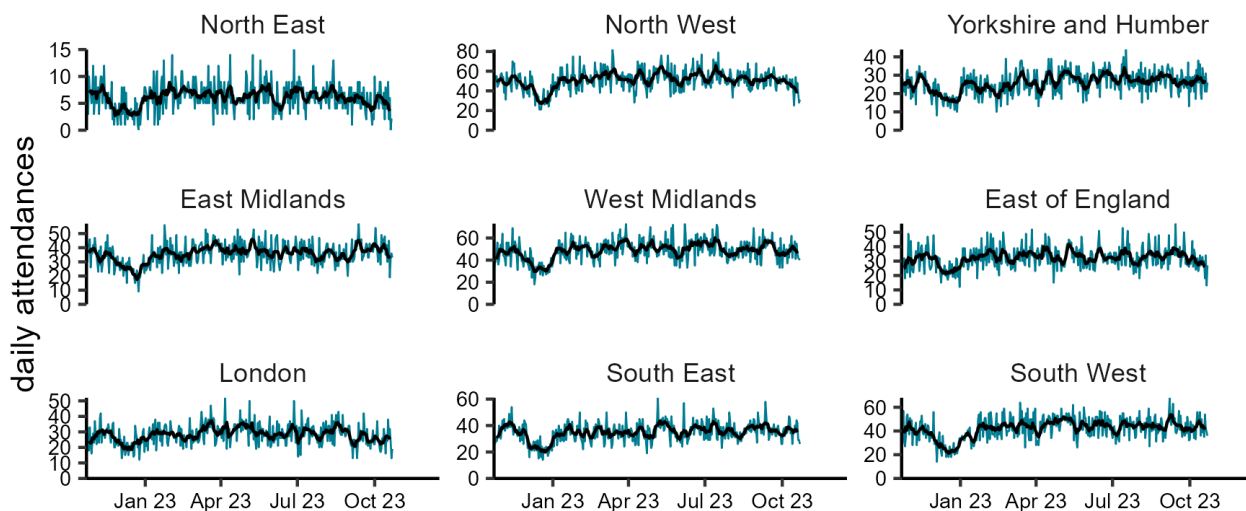 North East North West Yorkshire and Humber
15 80 40
10 60 30
5 40 20
20 10
0 0 0
daily attendances
East Midlands West Midlands East of England
50 60 50
40 40 40
30 30
20 20 20
10 10
0 0 0
London South East South West
50 60 60
40 40 40
30
20 20 20
10
0 0 0
Jan 23 Apr 23 Jul 23 Oct 23 Jan 23 Apr 23 Jul 23 Oct 23 Jan 23 Apr 23 Jul 23 Oct 23